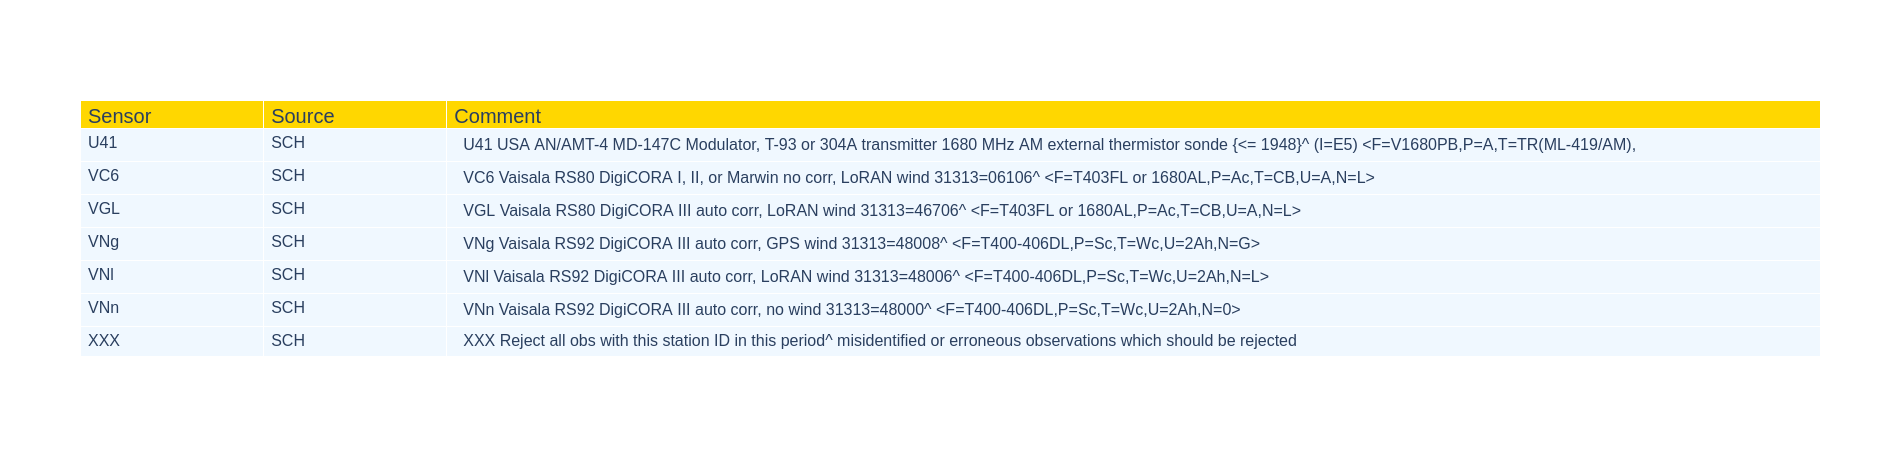 Sensor Source Comment
U41 SCH U41 USA AN/AMT-4 MD-147C Modulator, T-93 or 304A transmitter 1680 MHz AM external thermistor sonde {<= 1948}^ (I=E5) <F=V1680PB,P=A,T=TR(ML-419/AM),
VC6 SCH VC6 Vaisala RS80 DigiCORA I, II, or Marwin no corr, LoRAN wind 31313=06106^ <F=T403FL or 1680AL,P=Ac,T=CB,U=A,N=L>
VGL SCH VGL Vaisala RS80 DigiCORA III auto corr, LoRAN wind 31313=46706^ <F=T403FL or 1680AL,P=Ac,T=CB,U=A,N=L>
VNg SCH VNg Vaisala RS92 DigiCORA III auto corr, GPS wind 31313=48008^ <F=T400-406DL,P=Sc,T=Wc,U=2Ah,N=G>
VNl SCH VNl Vaisala RS92 DigiCORA III auto corr, LoRAN wind 31313=48006^ <F=T400-406DL,P=Sc,T=Wc,U=2Ah,N=L>
VNn SCH VNn Vaisala RS92 DigiCORA III auto corr, no wind 31313=48000^ <F=T400-406DL,P=Sc,T=Wc,U=2Ah,N=0>
XXX SCH XXX Reject all obs with this station ID in this period^ misidentified or erroneous observations which should be rejected